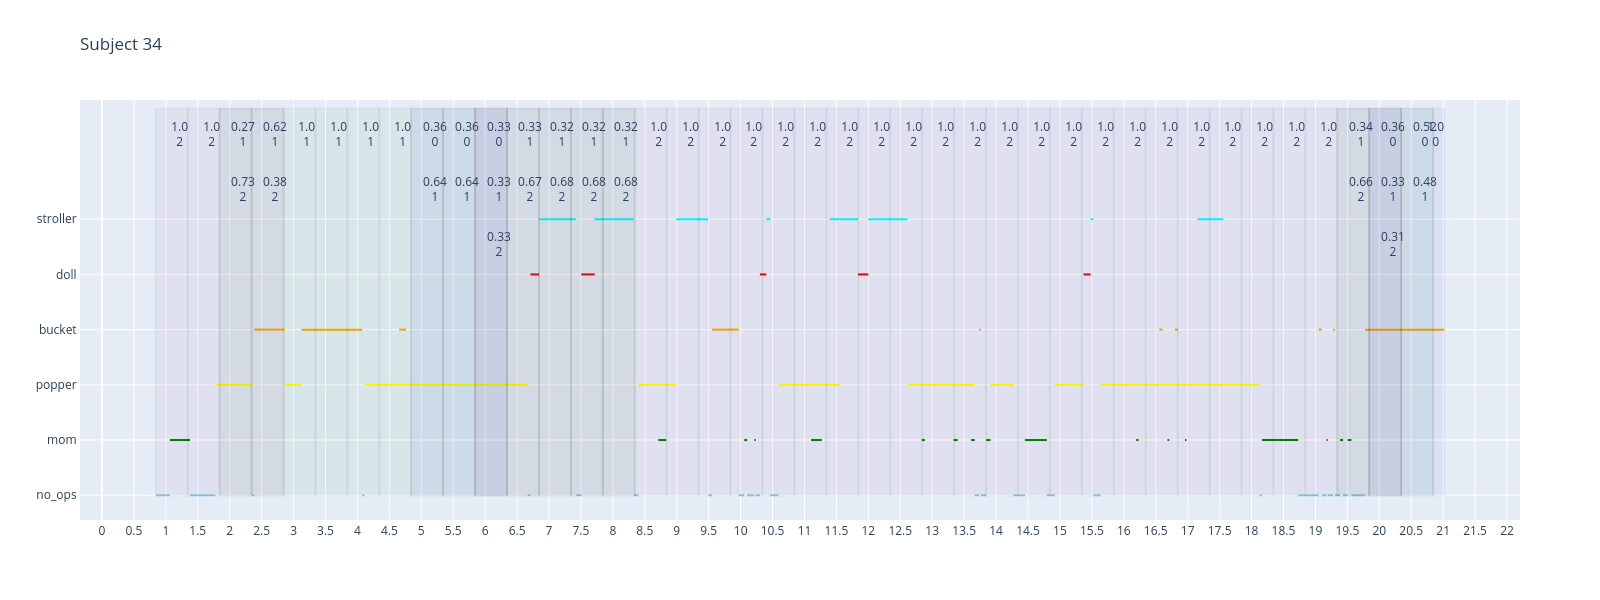 Subject 34
1.0 1.0 0.27 0.62 1.0 1.0 1.0 1.0 0.36 0.36 0.33 0.33 0.32 0.32 0.32 1.0 1.0 1.0 1.0 1.0 1.0 1.0 1.0 1.0 1.0 1.0 1.0 1.0 1.0 1.0 1.0 1.0 1.0 1.0 1.0 1.0 1.0 0.34 0.36 0.52 1.0
2 2 1 1 1 1 1 1 0 0 0 1 1 1 1 2 2 2 2 2 2 2 2 2 2 2 2 2 2 2 2 2 2 2 2 2 2 1 0 0 0
0.73 0.38 0.64 0.64 0.33 0.67 0.68 0.68 0.68 0.66 0.33 0.48
2 2 1 1 1 2 2 2 2 2 1 1
stroller
0.33 0.31
2 2
doll
bucket
popper
mom
no_ops
0 0.5 1 1.5 2 2.5 3 3.5 4 4.5 5 5.5 6 6.5 7 7.5 8 8.5 9 9.5 10 10.5 11 11.5 12 12.5 13 13.5 14 14.5 15 15.5 16 16.5 17 17.5 18 18.5 19 19.5 20 20.5 21 21.5 22